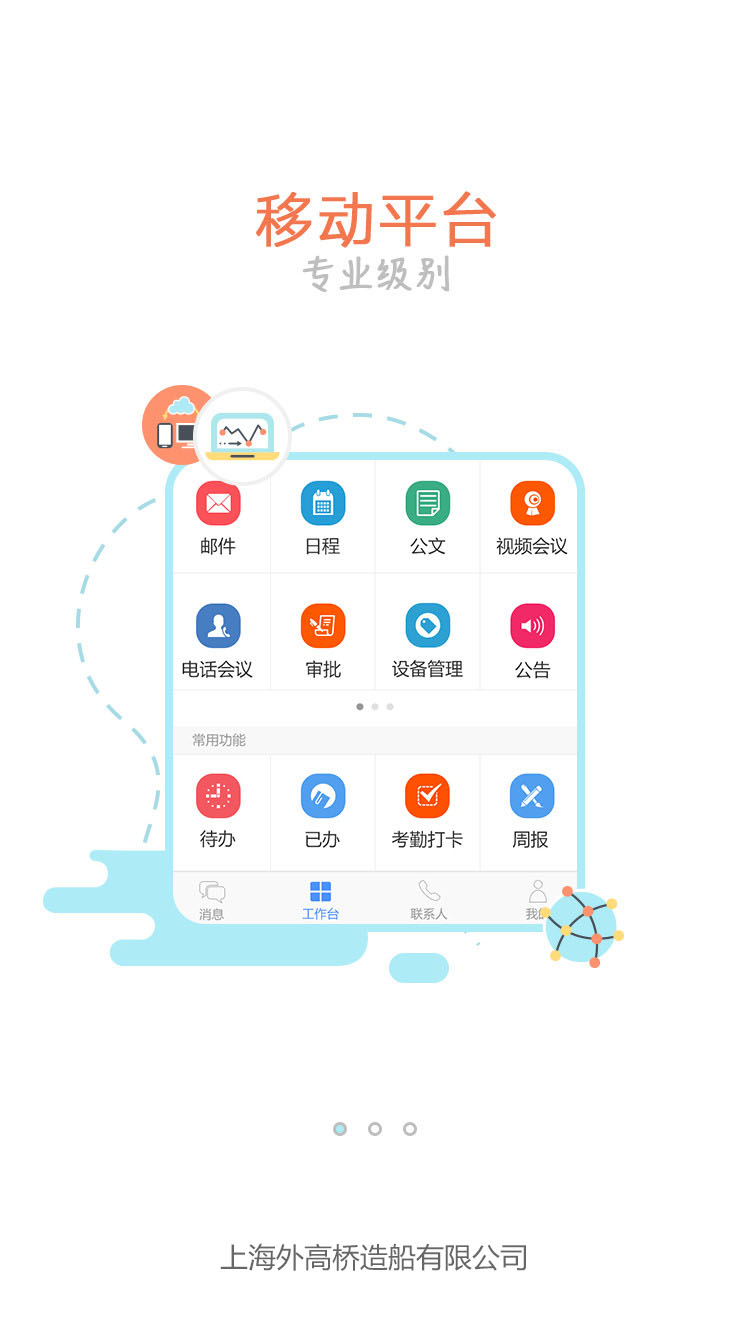 移动平台
专业级别
邮件 日程 公文 视频会议
电话会议 审批 设备管理 公告
常用功能
待办 已办 考勤打卡 周报
消息 工作台 联系人 我的
上海外高桥造船有限公司